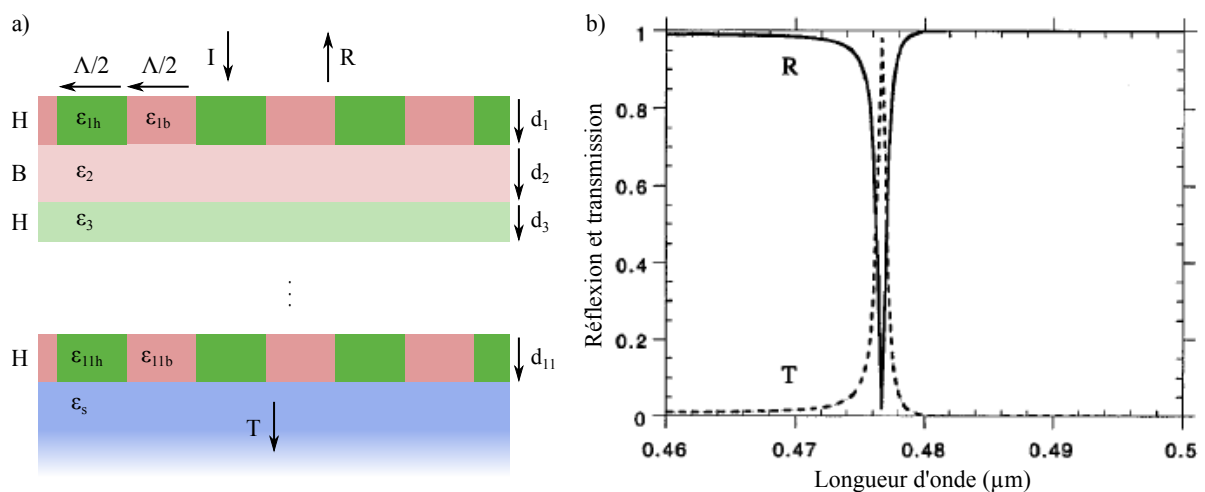 a)
I
R
Λ/2
Λ/2
H
ε1h
ε1b
d1
B
ε2
d2
H
ε3
d3
⋮
H
ε11h
ε11b
d11
εs
T
b)
Réflexion et transmission
1
0.8
0.6
0.4
0.2
0
R
T
0.46
0.47
0.48
0.49
0.5
Longueur d'onde (μm)